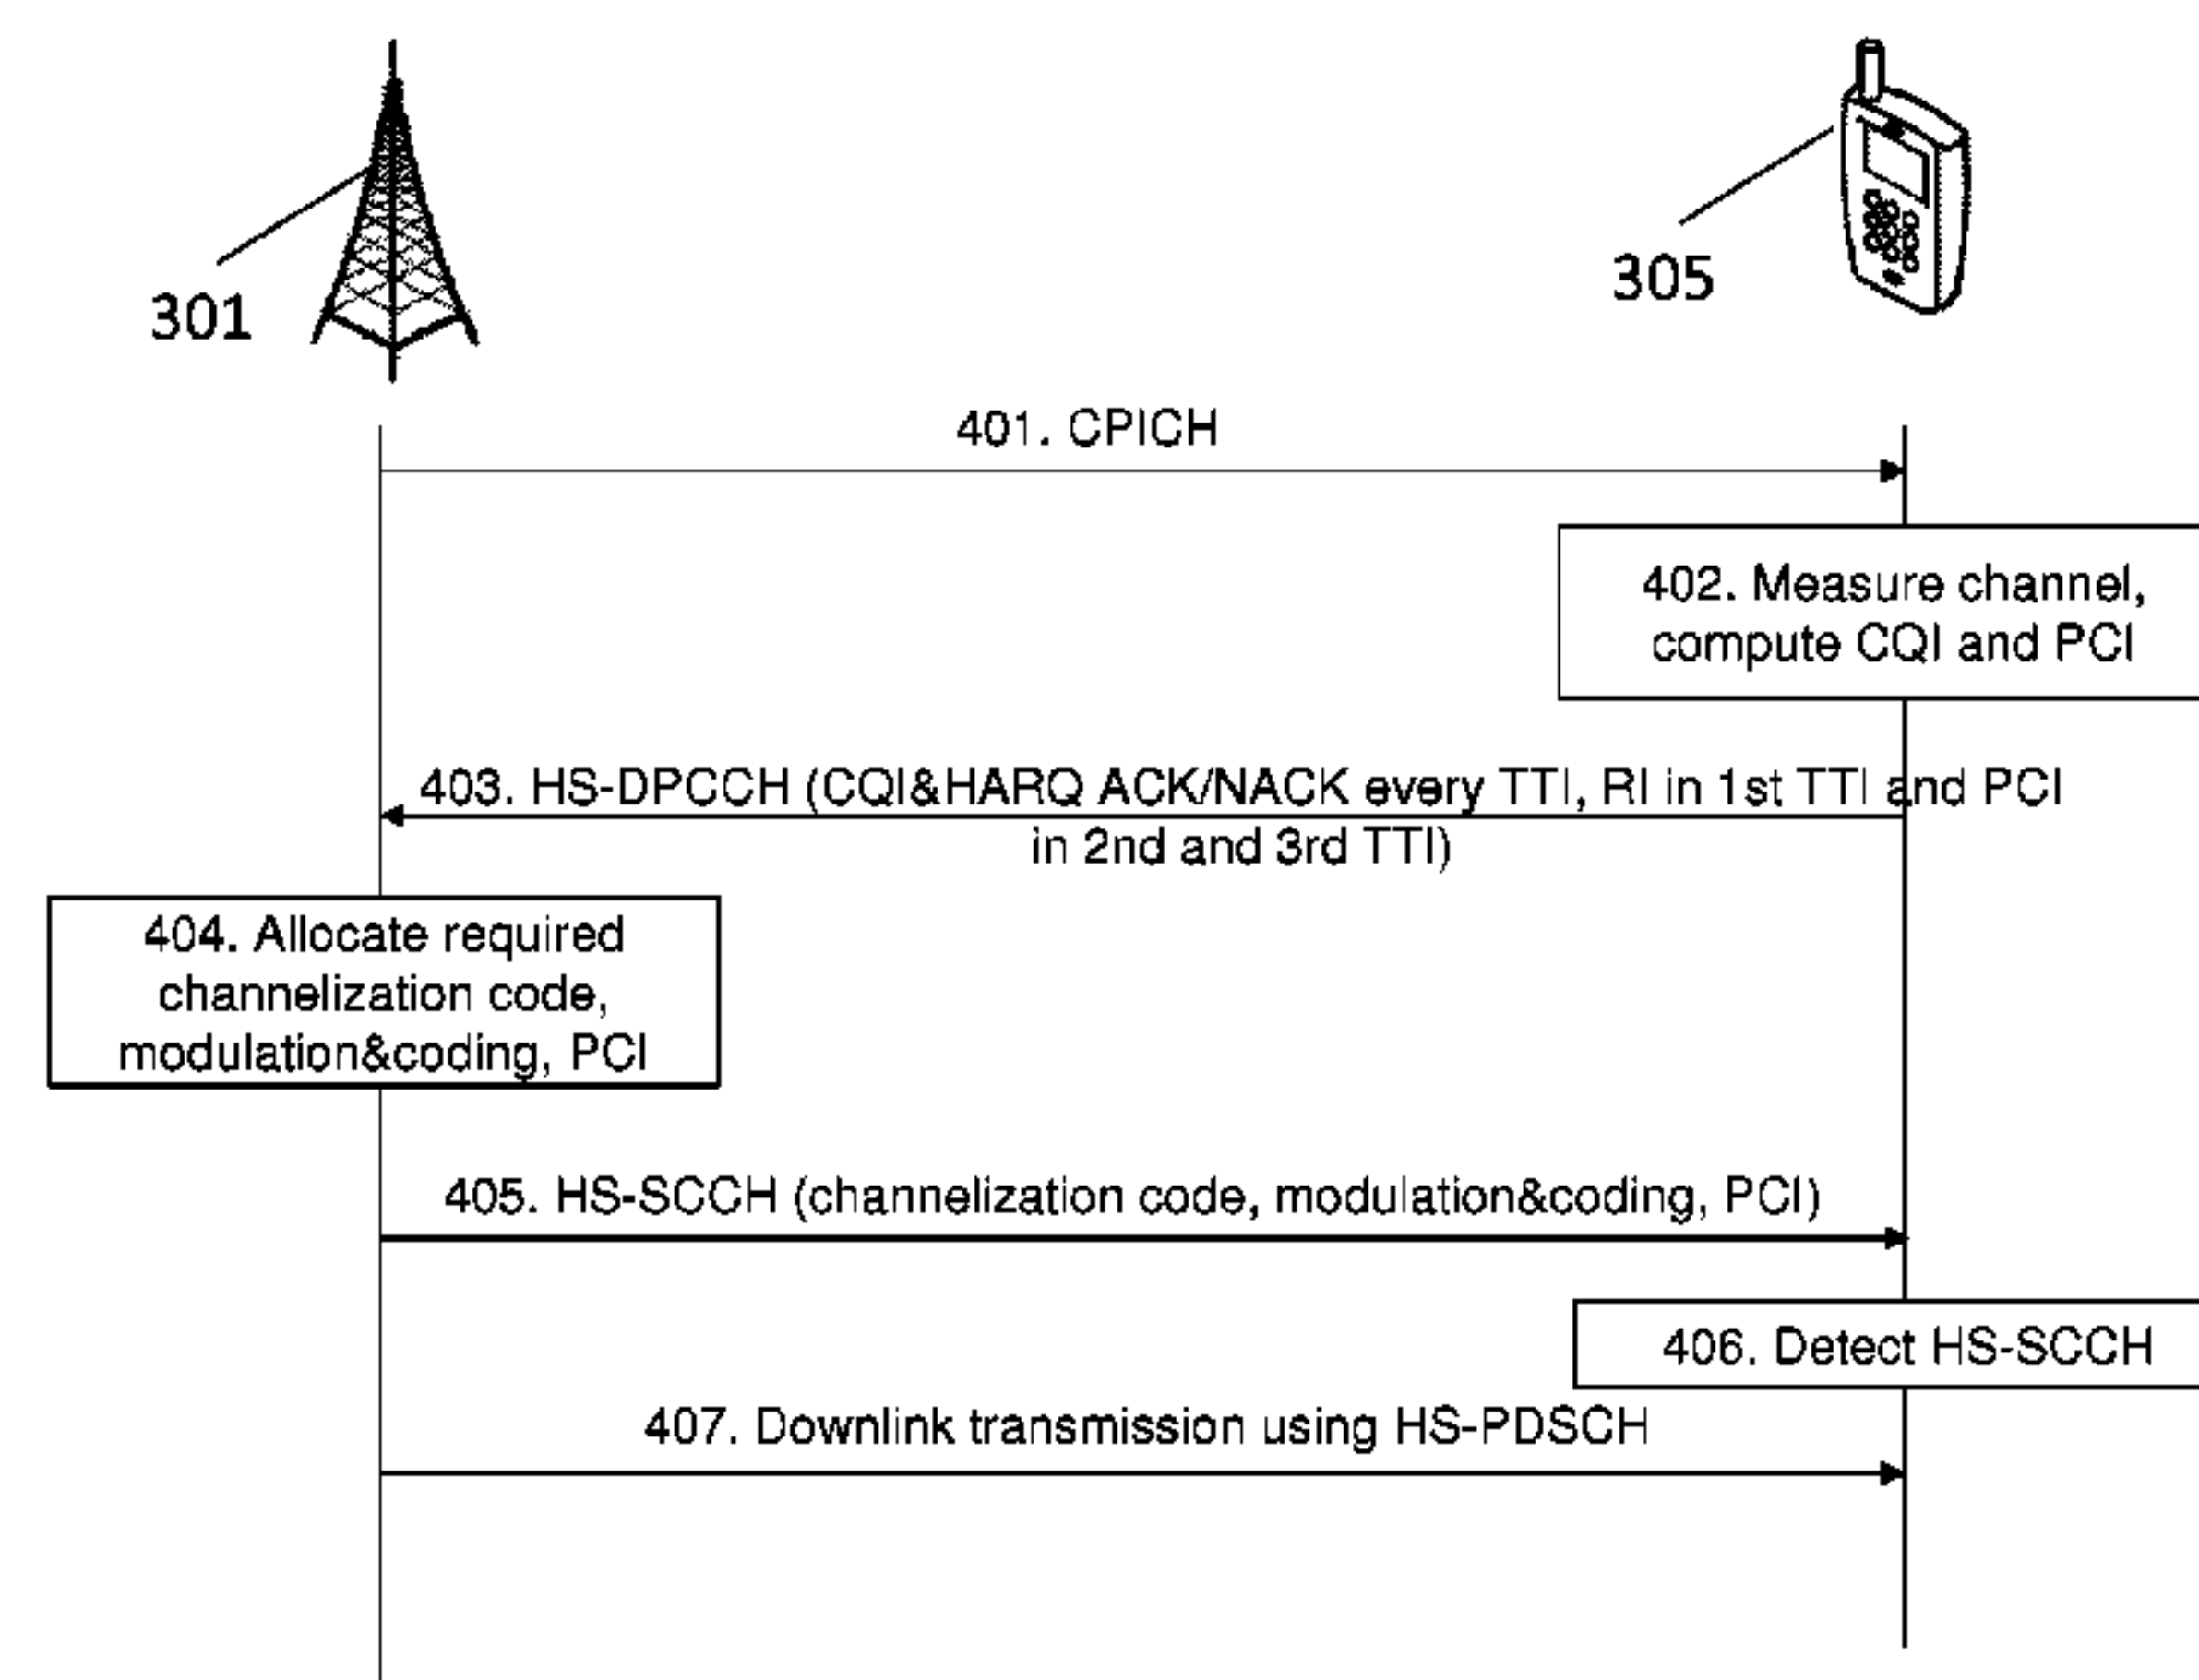 301
305
401. CPICH
402. Measure channel,
compute CQI and PCI
403. HS-DPCCH (CQI&HARQ ACK/NACK every TTI, RI in 1st TTI and PCI
in 2nd and 3rd TTI)
404. Allocate required
channelization code,
modulation&coding, PCI
405. HS-SCCH (channelization code, modulation&coding, PCI)
406. Detect HS-SCCH
407. Downlink transmission using HS-PDSCH